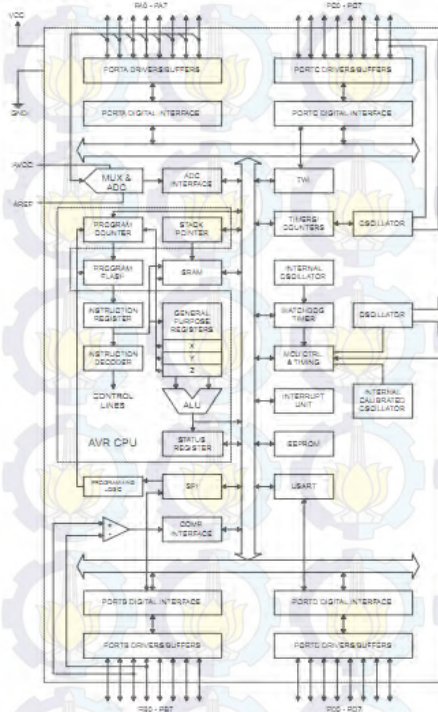 PA0 - PA7
PC0 - PC7
VCC
PORTA DRIVERS/BUFFERS
PORTC DRIVERS/BUFFERS
GND
PORTA DIGITAL INTERFACE
PORTC DIGITAL INTERFACE
AVCC
MUX &
ADC
ADC
INTERFACE
TWI
AREF
PROGRAM
COUNTER
STACK
POINTER
TIMERS/
COUNTERS
OSCILLATOR
PROGRAM
FLASH
SRAM
INTERNAL
OSCILLATOR
INSTRUCTION
REGISTER
GENERAL
PURPOSE
REGISTERS
WATCHDOG
TIMER
OSCILLATOR
X
Y
Z
INSTRUCTION
DECODER
MCU CTRL.
& TIMING
CONTROL
LINES
ALU
INTERRUPT
UNIT
INTERNAL
CALIBRATED
OSCILLATOR
AVR CPU
STATUS
REGISTER
EEPROM
PROGRAMMING
LOGIC
SPI
USART
+
-
COMP.
INTERFACE
PORTB DIGITAL INTERFACE
PORTD DIGITAL INTERFACE
PORTB DRIVERS/BUFFERS
PORTD DRIVERS/BUFFERS
PB0 - PB7
PD0 - PD7